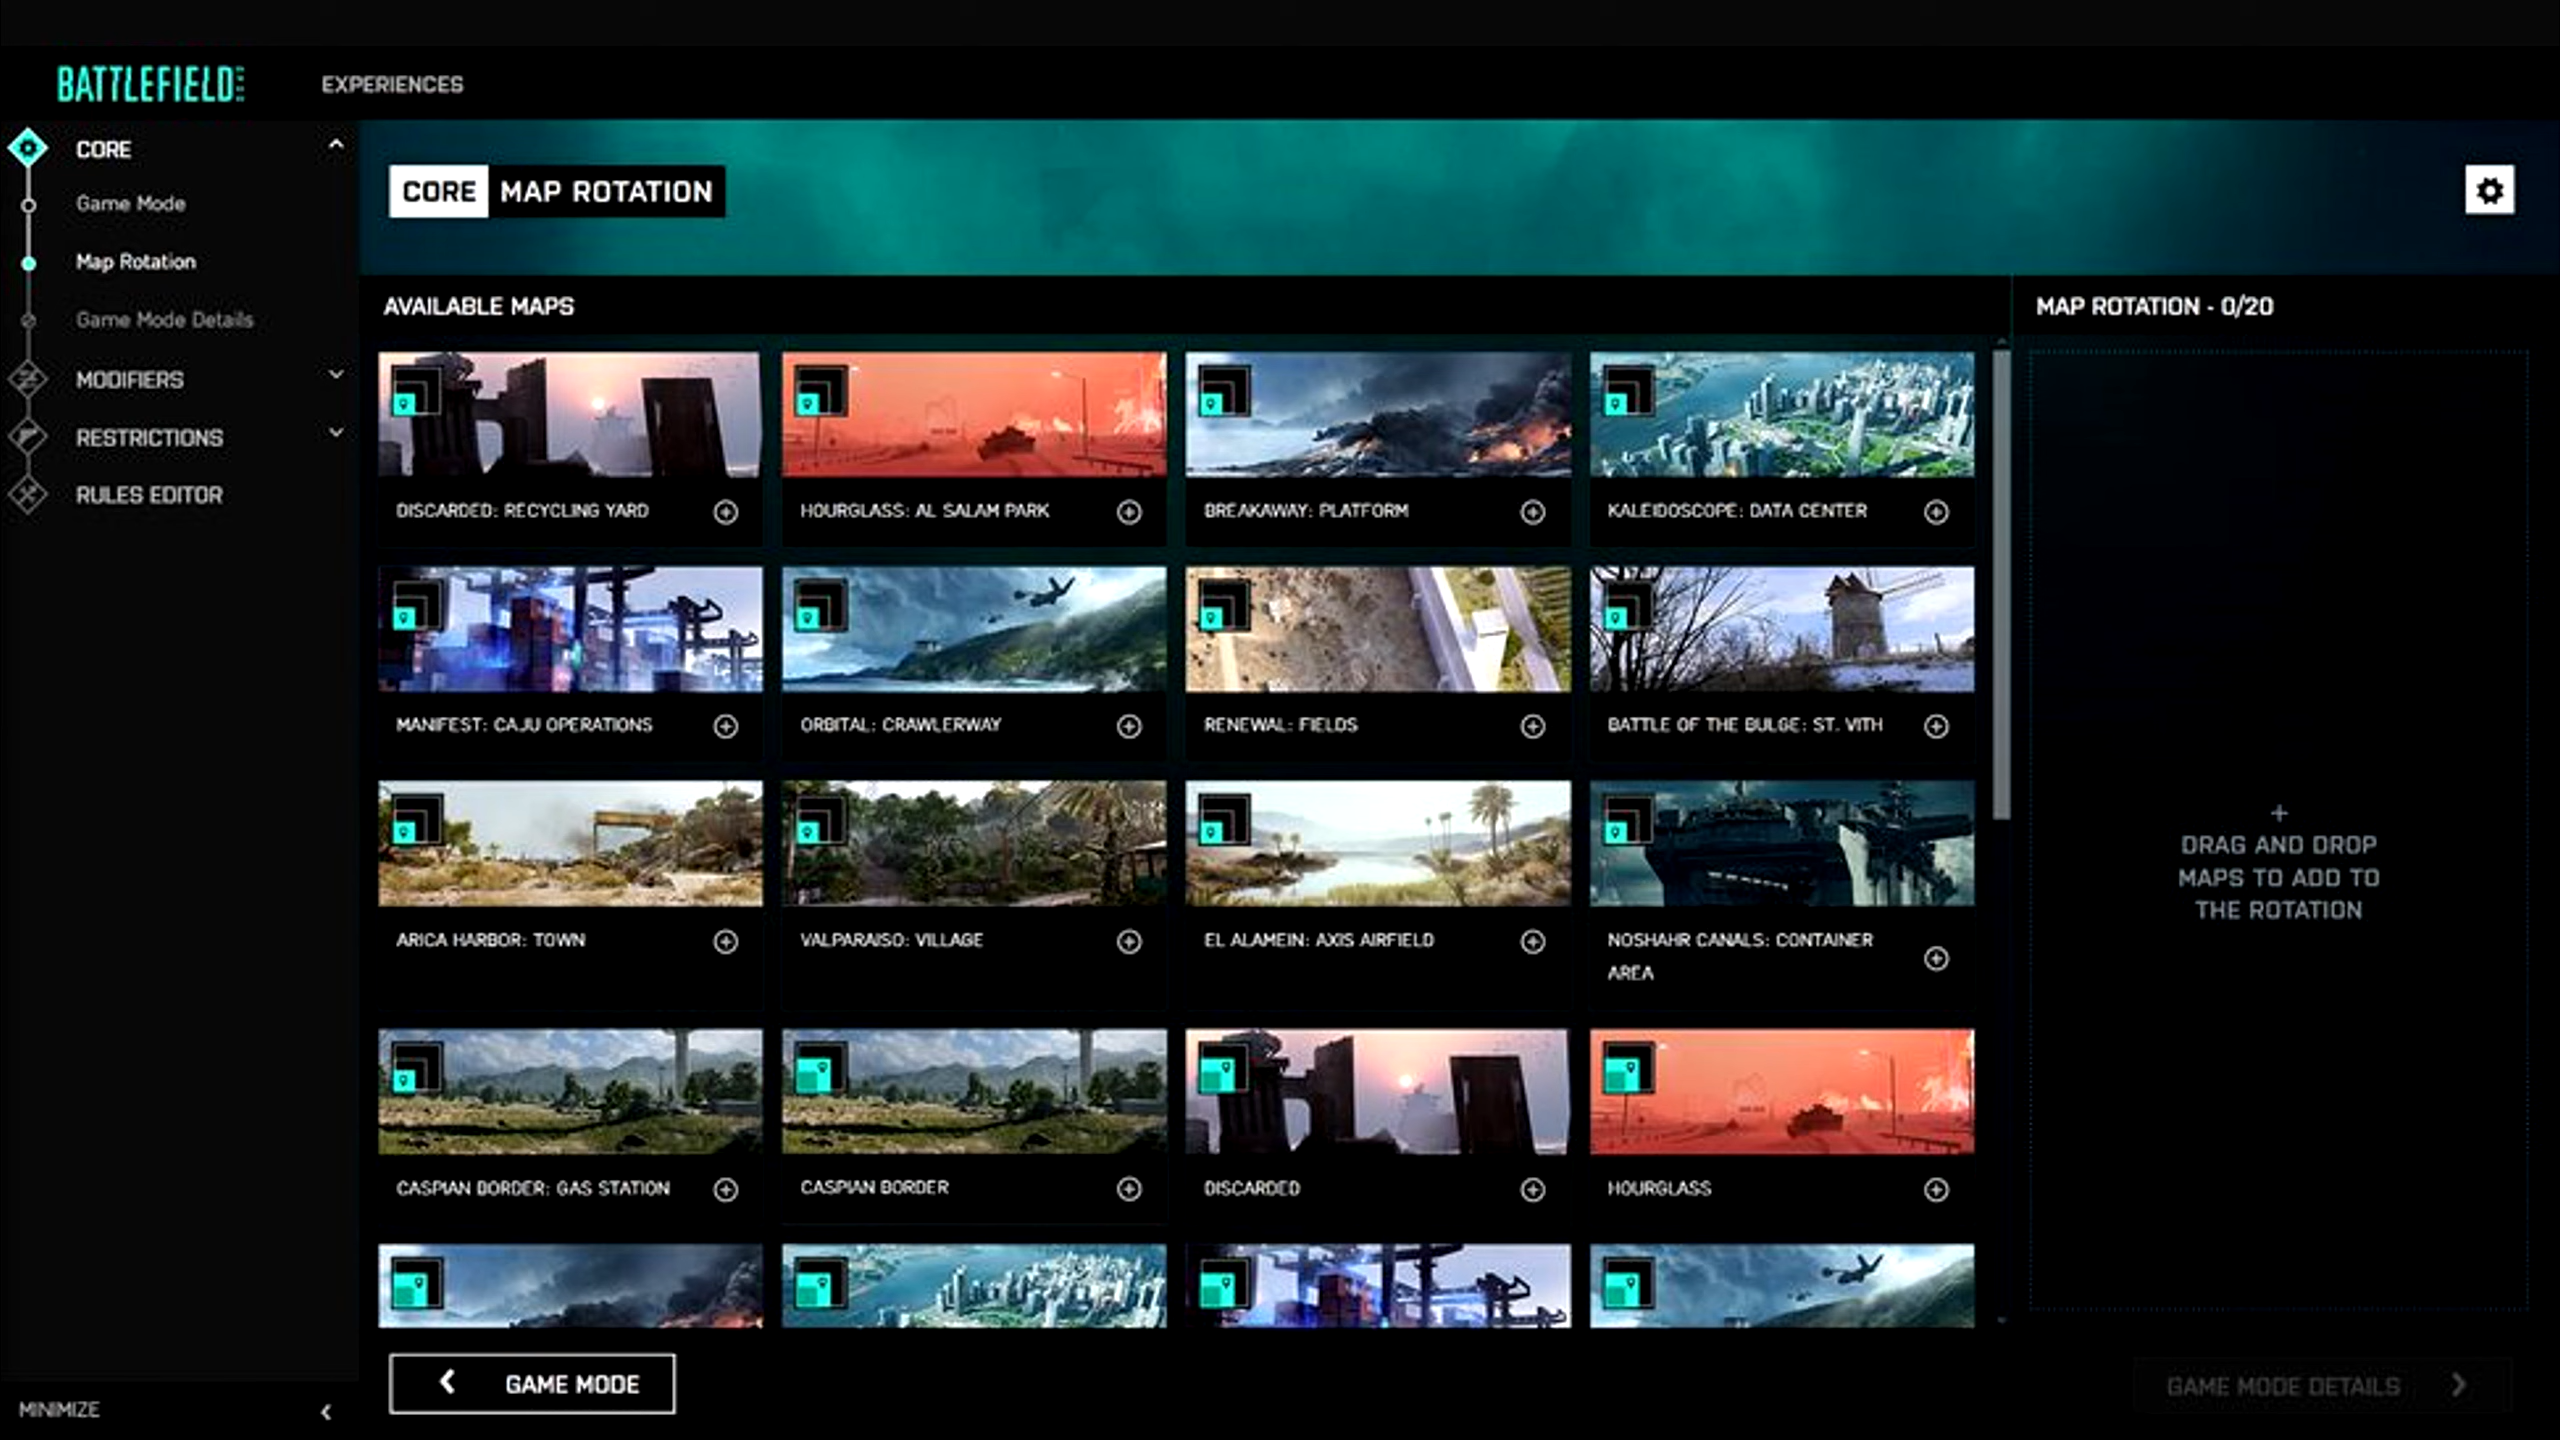 BATTLEFIELD
EXPERIENCES
CORE
Game Mode
Map Rotation
Game Mode Details
MODIFIERS
RESTRICTIONS
RULES EDITOR
MINIMIZE
CORE MAP ROTATION
AVAILABLE MAPS
DISCARDED: RECYCLING YARD
HOURGLASS: AL SALAM PARK
BREAKAWAY: PLATFORM
KALEIDOSCOPE: DATA CENTER
MANIFEST: CAJU OPERATIONS
ORBITAL: CRAWLERWAY
RENEWAL: FIELDS
BATTLE OF THE BULGE: ST. VITH
ARICA HARBOR: TOWN
VALPARAISO: VILLAGE
EL ALAMEIN: AXIS AIRFIELD
NOSHAHR CANALS: CONTAINER
AREA
CASPIAN BORDER: GAS STATION
CASPIAN BORDER
DISCARDED
HOURGLASS
GAME MODE
MAP ROTATION - 0/20
+
DRAG AND DROP
MAPS TO ADD TO
THE ROTATION
GAME MODE DETAILS